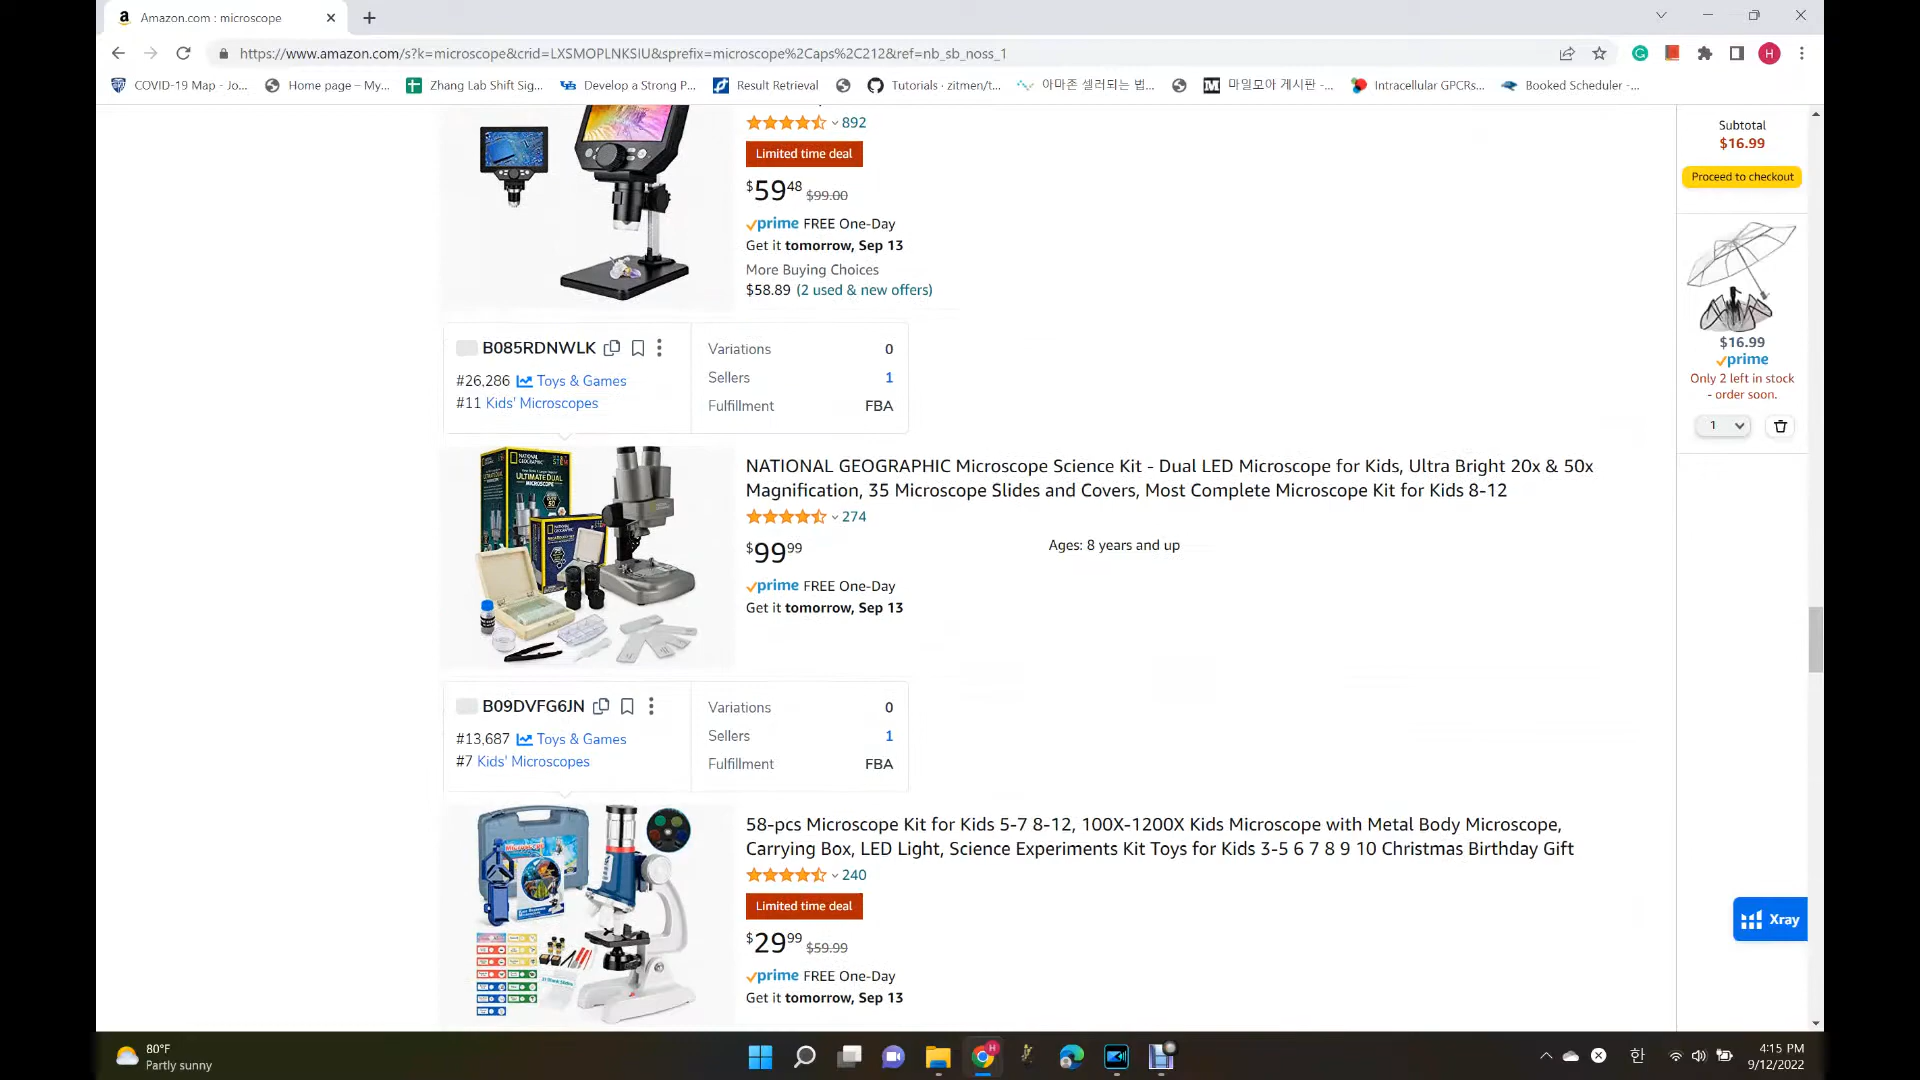 Amazon.com : microscope
https://www.amazon.com/s?k=microscope&crid=LXSMOPLNKSIU&sprefix=microscope%2Caps%2C212&ref=nb_sb_noss_1
H
COVID-19 Map - Jo...
Home page – My...
Zhang Lab Shift Sig...
Develop a Strong P...
Result Retrieval
Tutorials · zitmen/t...
아마존 셀러되는 법...
마일모아 게시판 -...
Intracellular GPCRs...
Booked Scheduler -...
892
Limited time deal
$59.48 $99.00
prime FREE One-Day
Get it tomorrow, Sep 13
More Buying Choices
$58.89 (2 used & new offers)
Subtotal
$16.99
Proceed to checkout
$16.99
prime
Only 2 left in stock
- order soon.
1
B085RDNWLK
#26,286 Toys & Games
#11 Kids' Microscopes
Variations 0
Sellers 1
Fulfillment FBA
NATIONAL GEOGRAPHIC
ULTIMATE DUAL
MICROSCOPE
NATIONAL GEOGRAPHIC Microscope Science Kit - Dual LED Microscope for Kids, Ultra Bright 20x & 50x
Magnification, 35 Microscope Slides and Covers, Most Complete Microscope Kit for Kids 8-12
274
$99.99
Ages: 8 years and up
prime FREE One-Day
Get it tomorrow, Sep 13
B09DVFG6JN
#13,687 Toys & Games
#7 Kids' Microscopes
Variations 0
Sellers 1
Fulfillment FBA
58-pcs Microscope Kit for Kids 5-7 8-12, 100X-1200X Kids Microscope with Metal Body Microscope,
Carrying Box, LED Light, Science Experiments Kit Toys for Kids 3-5 6 7 8 9 10 Christmas Birthday Gift
240
Limited time deal
$29.99 $59.99
prime FREE One-Day
Get it tomorrow, Sep 13
Xray
80°F
Partly sunny
한
4:15 PM
9/12/2022